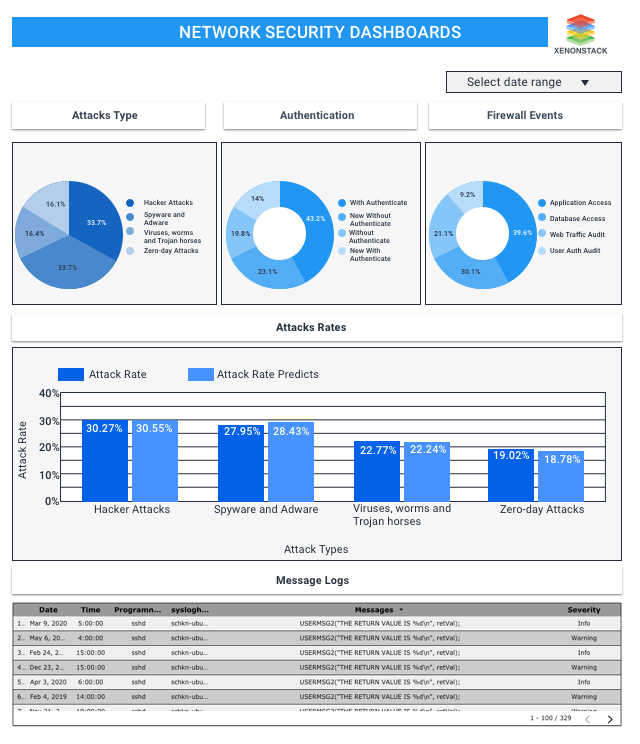 NETWORK SECURITY DASHBOARDS
XENONSTACK
Select date range
Attacks Type
Authentication
Firewall Events
16.1%
33.7%
16.4%
33.7%
Hacker Attacks
Spyware and
Adware
Viruses, worms
and Trojan horses
Zero-day Attacks
14%
43.2%
19.8%
23.1%
With Authenticate
New Without
Authenticate
Without
Authenticate
New With
Authenticate
9.2%
39.6%
21.1%
30.1%
Application Access
Database Access
Web Traffic Audit
User Auth Audit
Attacks Rates
Attack Rate
Attack Rate Predicts
Attack Rate
40%
30%
20%
10%
0%
30.27%
30.55%
27.95%
28.43%
22.77%
22.24%
19.02%
18.78%
Hacker Attacks
Spyware and Adware
Viruses, worms and
Trojan horses
Zero-day Attacks
Attack Types
Message Logs
Date Time Programn... syslogh... Messages Severity
1.. Mar 9, 2020 5:00:00 sshd schkn-ubu... USERMSG2("THE RETURN VALUE IS %d\n", retVal); Info
2.. May 6, 20... 4:00:00 sshd schkn-ubu... USERMSG2("THE RETURN VALUE IS %d\n", retVal); Warning
3.. Feb 24, 2... 15:00:00 sshd schkn-ubu... USERMSG2("THE RETURN VALUE IS %d\n", retVal); Info
4.. Dec 23, 2... 15:00:00 sshd schkn-ubu... USERMSG2("THE RETURN VALUE IS %d\n", retVal); Warning
5.. Apr 3, 2020 6:00:00 sshd schkn-ubu... USERMSG2("THE RETURN VALUE IS %d\n", retVal); Info
6.. Feb 4, 2019 14:00:00 sshd schkn-ubu... USERMSG2("THE RETURN VALUE IS %d\n", retVal); Warning
1 - 100 / 329